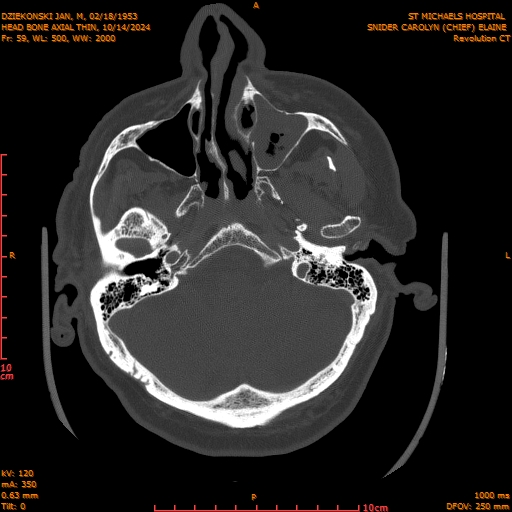 DZIEKONSKI JAN, M, 02/18/1953
HEAD BONE AXIAL THIN, 10/14/2024
Fr: 59, WL: 500, WW: 2000
A
ST MICHAELS HOSPITAL
SNIDER CAROLYN (CHIEF) ELAINE
Revolution CT
R
L
10
cm
kV: 120
mA: 350
0.63 mm
Tilt: 0
P
10cm
1000 ms
DFOV: 250 mm